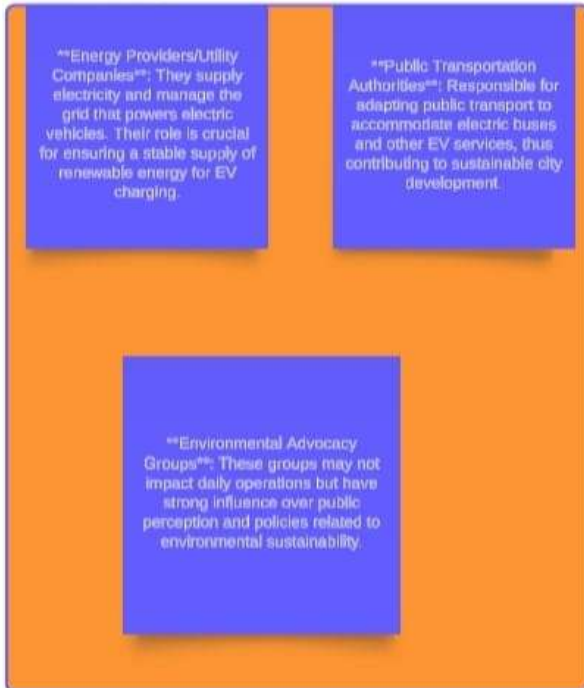 **Energy Providers/Utility
Companies**: They supply
electricity and manage the
grid that powers electric
vehicles. Their role is crucial
for ensuring a stable supply of
renewable energy for EV
charging.
**Public Transportation
Authorities**: Responsible for
adapting public transport to
accommodate electric buses
and other EV services, thus
contributing to sustainable city
development.
**Environmental Advocacy
Groups**: These groups may not
impact daily operations but have
strong influence over public
perception and policies related to
environmental sustainability.